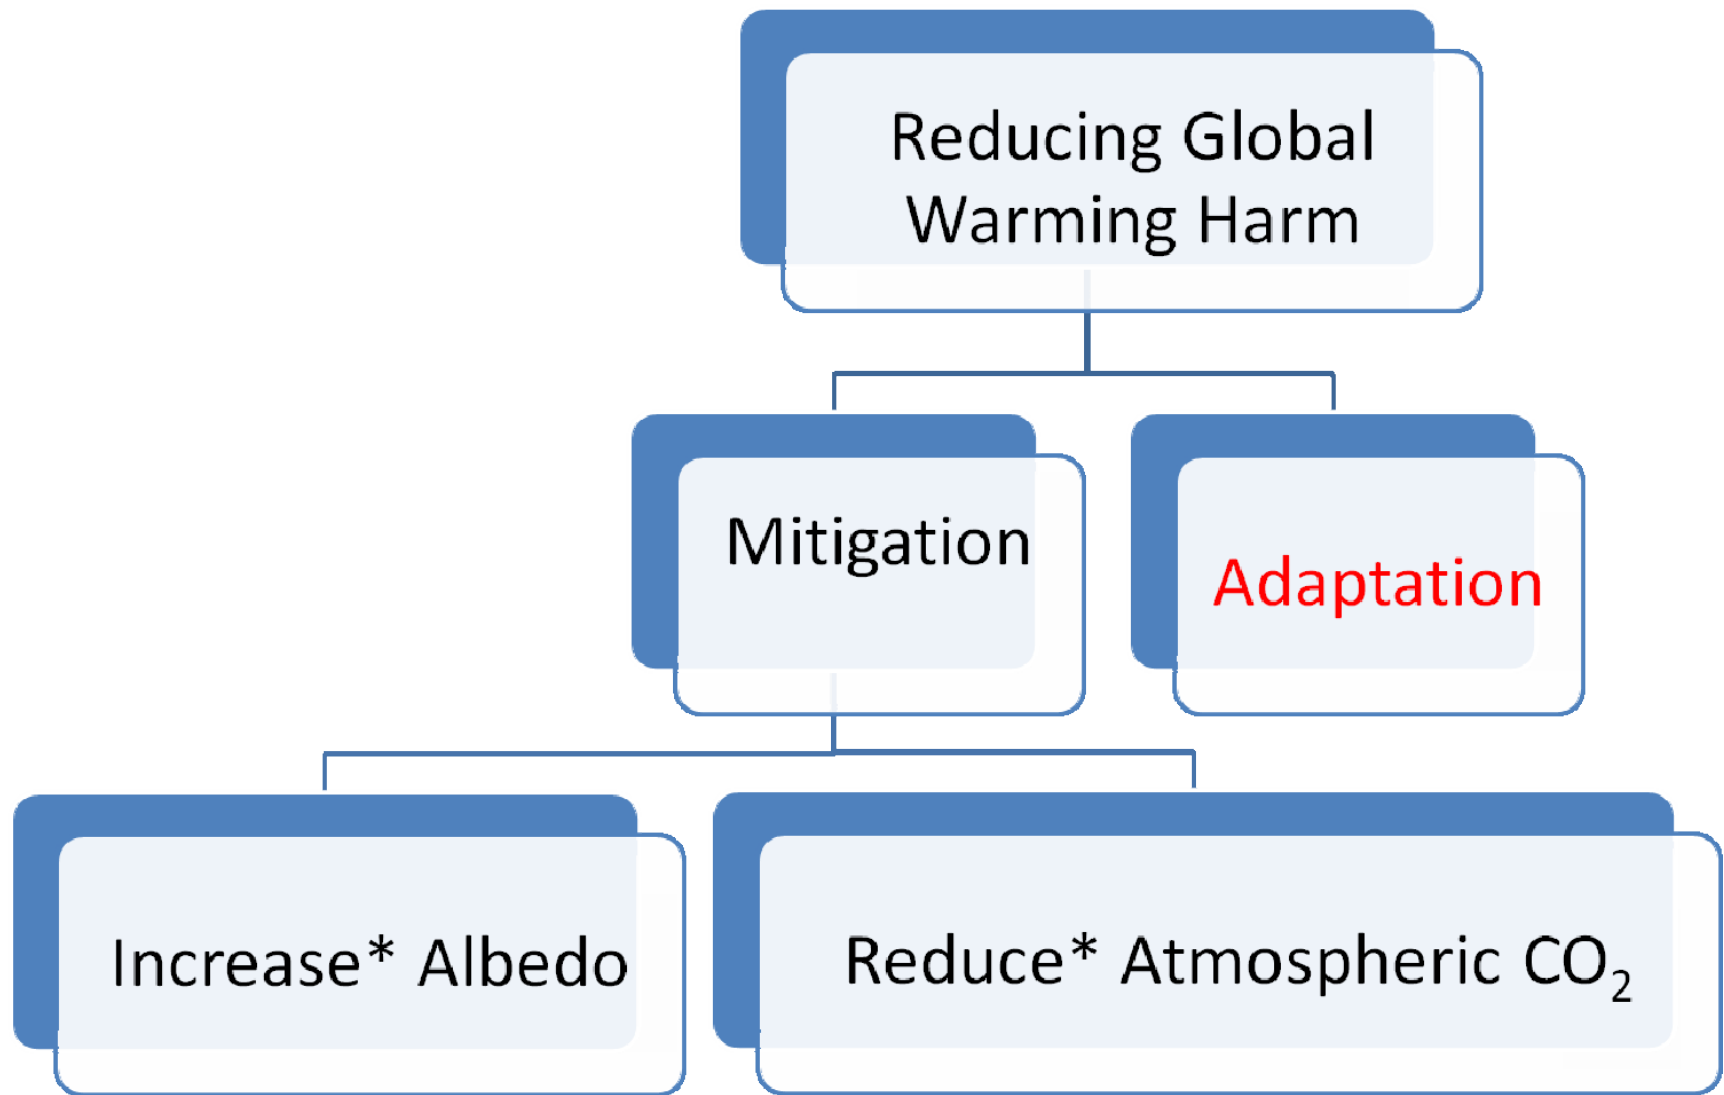 Reducing Global
Warming Harm
Mitigation
Adaptation
Increase* Albedo
Reduce* Atmospheric CO₂